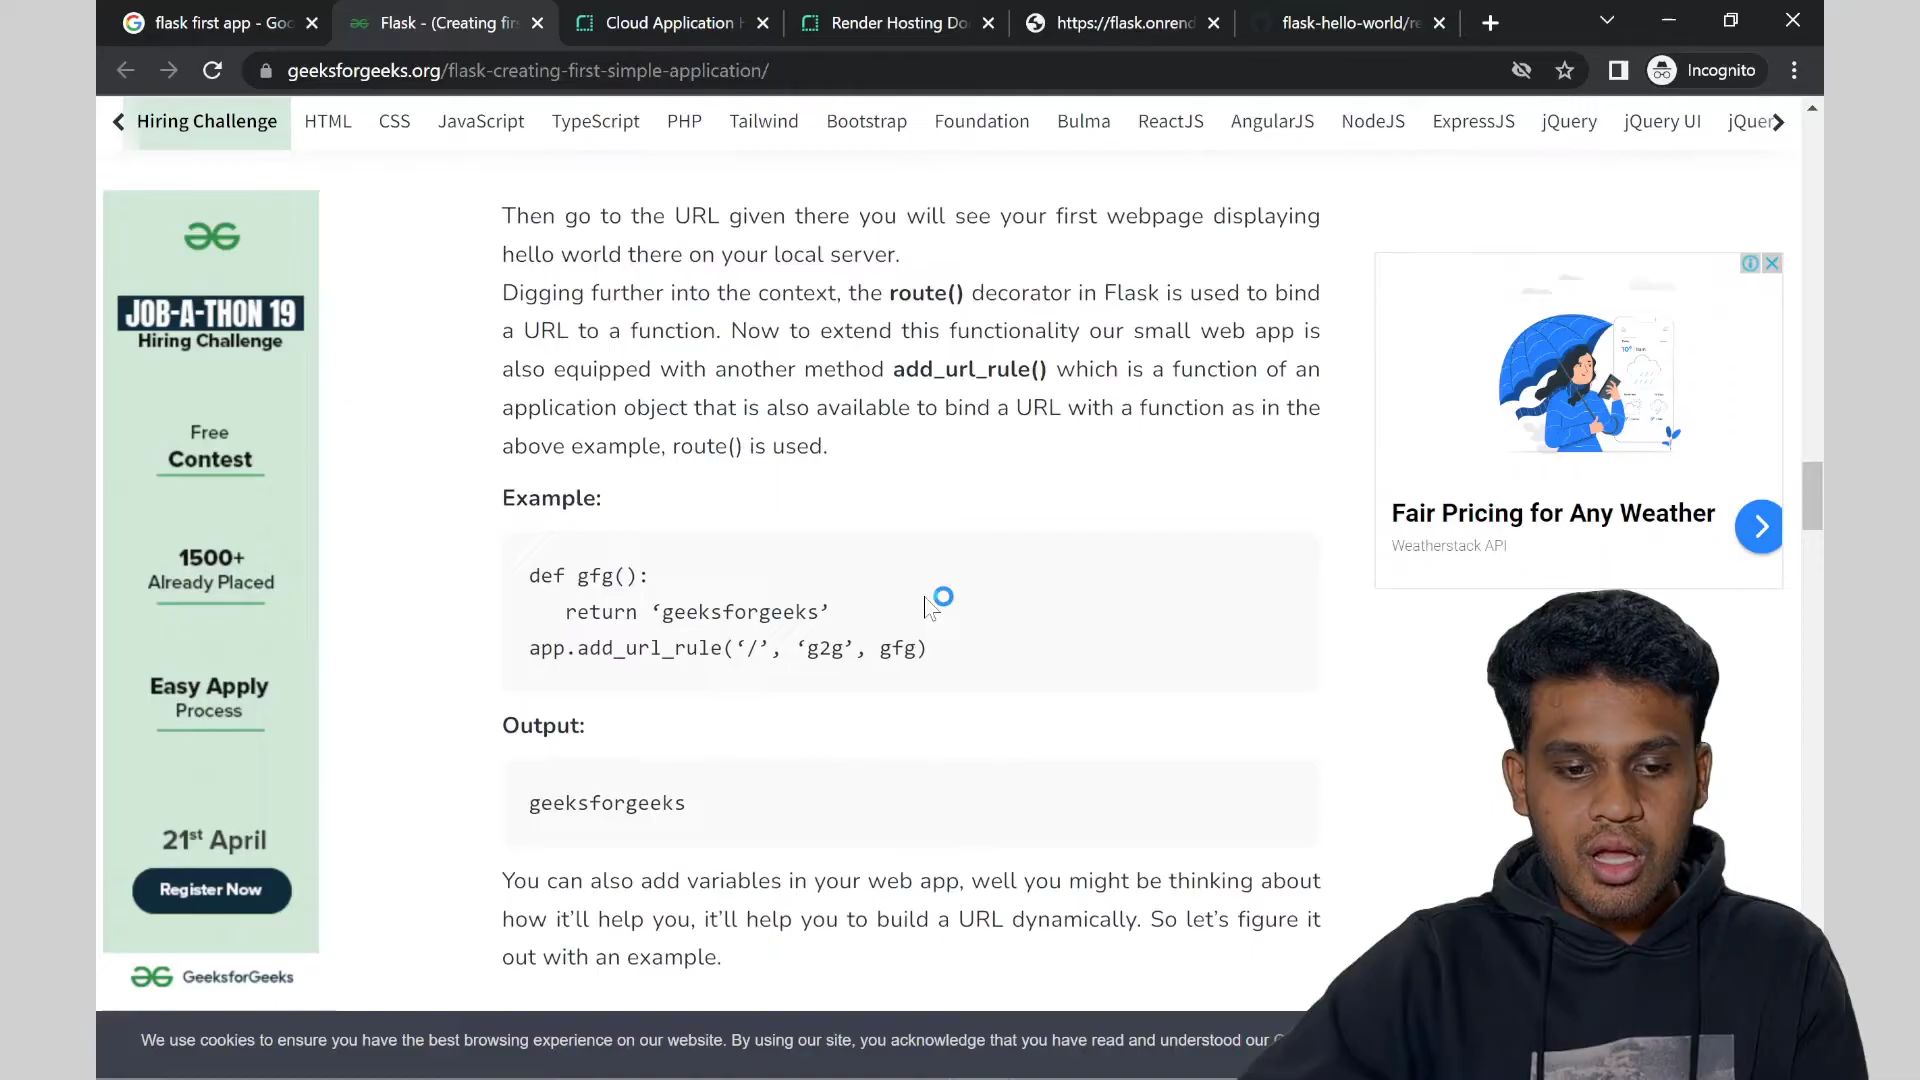 flask first app - Goo
Flask - (Creating firs
Cloud Application H
Render Hosting Do
https://flask.onrend
flask-hello-world/re
geeksforgeeks.org/flask-creating-first-simple-application/
Incognito
Hiring Challenge
HTML
CSS
JavaScript
TypeScript
PHP
Tailwind
Bootstrap
Foundation
Bulma
ReactJS
AngularJS
NodeJS
ExpressJS
jQuery
jQuery UI
jQuer
JOB-A-THON 19
Hiring Challenge
Free
Contest
1500+
Already Placed
Easy Apply
Process
21st April
Register Now
GeeksforGeeks
Then go to the URL given there you will see your first webpage displaying
hello world there on your local server.
Digging further into the context, the route() decorator in Flask is used to bind
a URL to a function. Now to extend this functionality our small web app is
also equipped with another method add_url_rule() which is a function of an
application object that is also available to bind a URL with a function as in the
above example, route() is used.
Example:
def gfg():
return ‘geeksforgeeks’
app.add_url_rule(‘/’, ‘g2g’, gfg)
Output:
geeksforgeeks
You can also add variables in your web app, well you might be thinking about
how it’ll help you, it’ll help you to build a URL dynamically. So let’s figure it
out with an example.
Fair Pricing for Any Weather
Weatherstack API
We use cookies to ensure you have the best browsing experience on our website. By using our site, you acknowledge that you have read and understood our